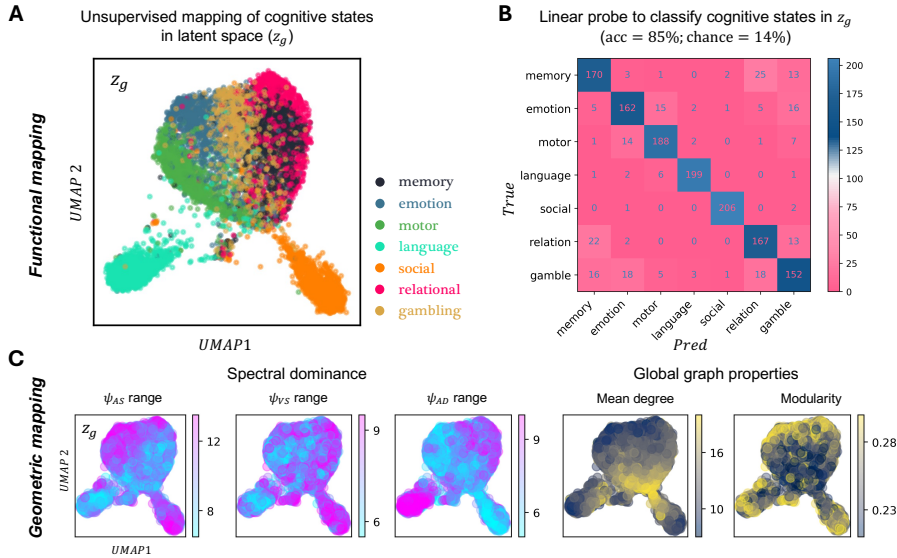 A
Unsupervised mapping of cognitive states
in latent space (z_g)
Functional mapping
z_g
UMAP 2
UMAP1
memory
emotion
motor
language
social
relational
gambling
B
Linear probe to classify cognitive states in z_g
(acc = 85%; chance = 14%)
True
memory 170 3 1 0 2 25 13
emotion 5 162 15 2 1 5 16
motor 1 14 188 2 0 1 7
language 1 2 6 199 0 0 1
social 0 1 0 0 206 0 2
relation 22 2 0 0 0 167 13
gamble 16 18 5 3 1 18 152
memory emotion motor language social relation gamble
Pred
200
175
150
125
100
75
50
25
0
C
Geometric mapping
Spectral dominance
Global graph properties
ψ_AS range
z_g
UMAP 2
UMAP1
12
8
ψ_VS range
9
6
ψ_AD range
9
6
Mean degree
16
10
Modularity
0.28
0.23